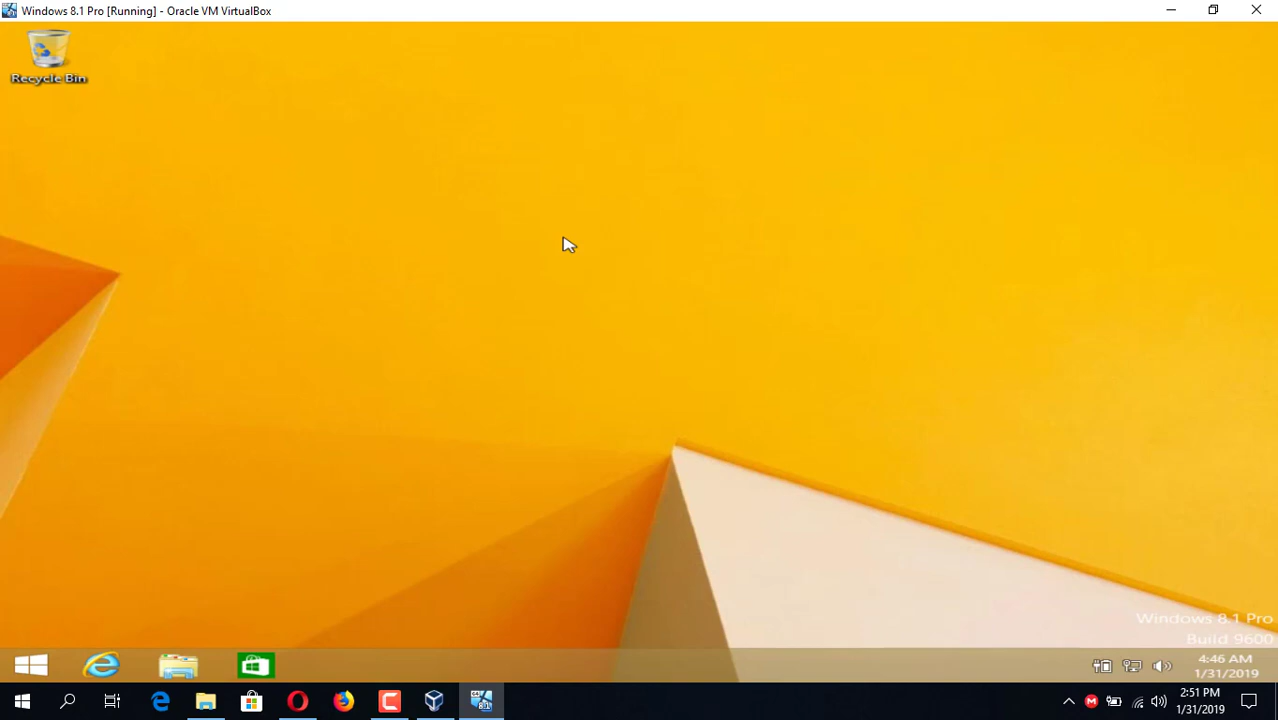 Windows 8.1 Pro [Running] - Oracle VM VirtualBox
Recycle Bin
Windows 8.1 Pro
Build 9600
4:46 AM
1/31/2019
2:51 PM
1/31/2019